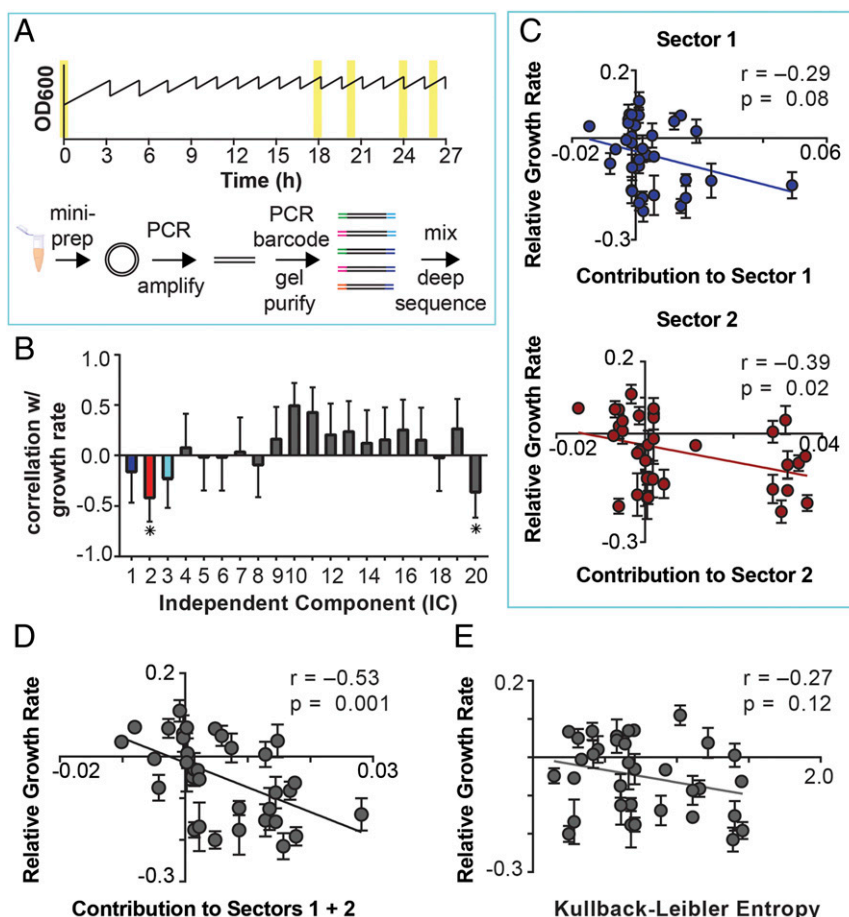 A
OD600
0 3 6 9 12 15 18 21 24 27
Time (h)
mini-
prep
PCR
amplify
PCR
barcode
gel
purify
mix
deep
sequence
B
correllation w/
growth rate
1.0
0.5
0.0
-0.5
-1.0
*
*
1 2 3 4 5 6 7 8 9 10 12 14 16 18 20
Independent Component (IC)
C
Sector 1
Relative Growth Rate
0.2
r = –0.29
p = 0.08
-0.02
0.06
-0.3
Contribution to Sector 1
Sector 2
Relative Growth Rate
0.2
r = –0.39
p = 0.02
-0.02
0.04
-0.3
Contribution to Sector 2
D
Relative Growth Rate
0.2
r = –0.53
p = 0.001
-0.02
0.03
-0.3
Contribution to Sectors 1 + 2
E
Relative Growth Rate
0.2
r = –0.27
p = 0.12
2.0
-0.3
Kullback-Leibler Entropy